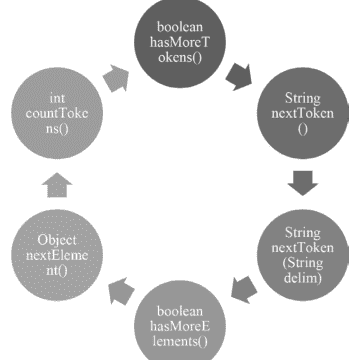 boolean
hasMoreT
okens()
String
nextToken
()
String
nextToken
(String
delim)
boolean
hasMoreE
lements()
Object
nextEleme
nt()
int
countToke
ns()